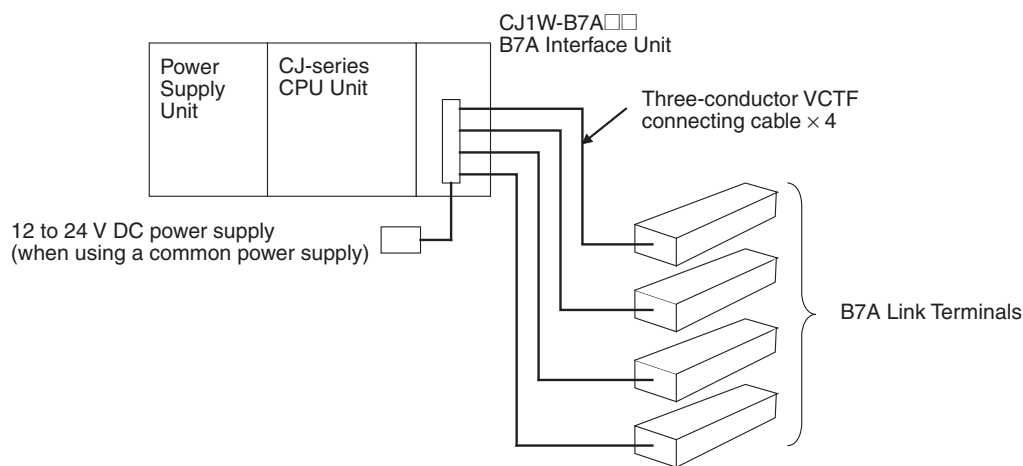 CJ1W-B7A□□
B7A Interface Unit
Power
Supply
Unit
CJ-series
CPU Unit
Three-conductor VCTF
connecting cable × 4
12 to 24 V DC power supply
(when using a common power supply)
B7A Link Terminals